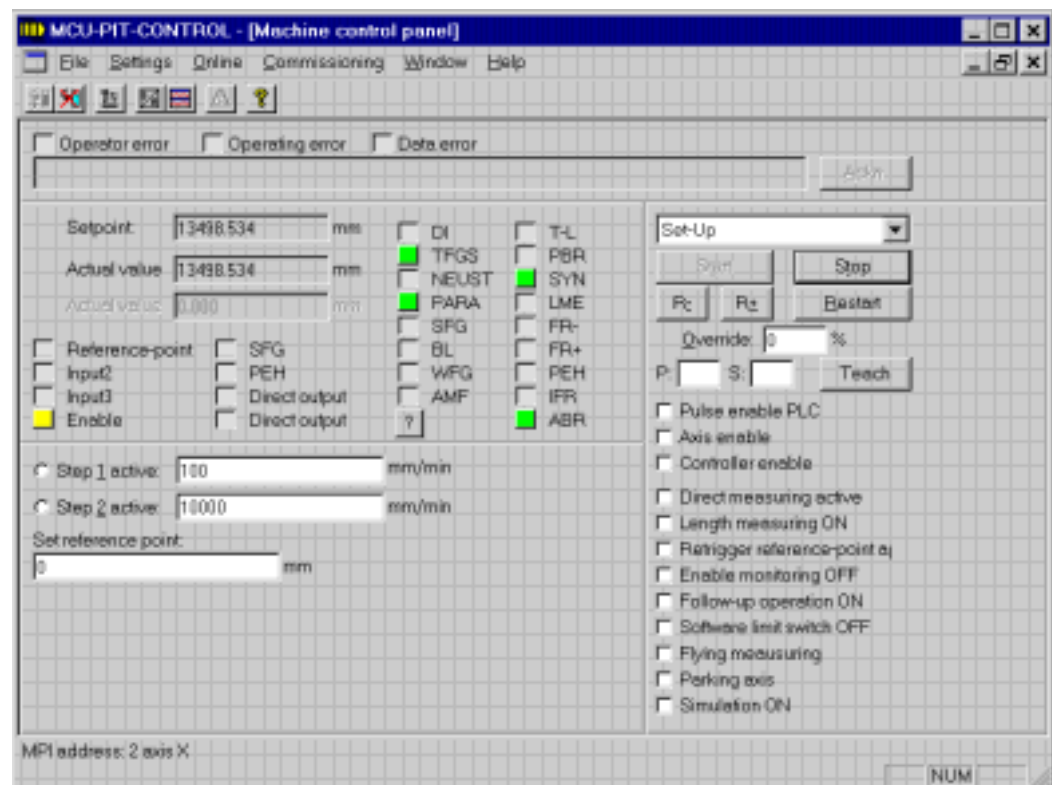 MCU-PIT-CONTROL - [Machine control panel]
File Settings Online Commissioning Window Help
?
Operator error Operating error Data error
Ackn
Setpoint: 13498.534 mm
Actual value 13498.534 mm
Actual value: 0.000 mm
Reference-point SFG
Input2 PEH
Input3 Direct output
Enable Direct output
DI T-L
TFGS PBR
NEUST SYN
PARA LME
SFG FR-
BL FR+
WFG PEH
AMF IFR
? ABR
Set-Up
Start Stop
R- R+ Restart
Override: 0 %
P: S: Teach
Pulse enable PLC
Axis enable
Controller enable
Direct measuring active
Length measuring ON
Retrigger reference-point a
Enable monitoring OFF
Follow-up operation ON
Software limit switch OFF
Flying meausuring
Parking axis
Simulation ON
Step 1 active: 100 mm/min
Step 2 active: 10000 mm/min
Set reference point:
0 mm
MPI address: 2 axis X
NUM